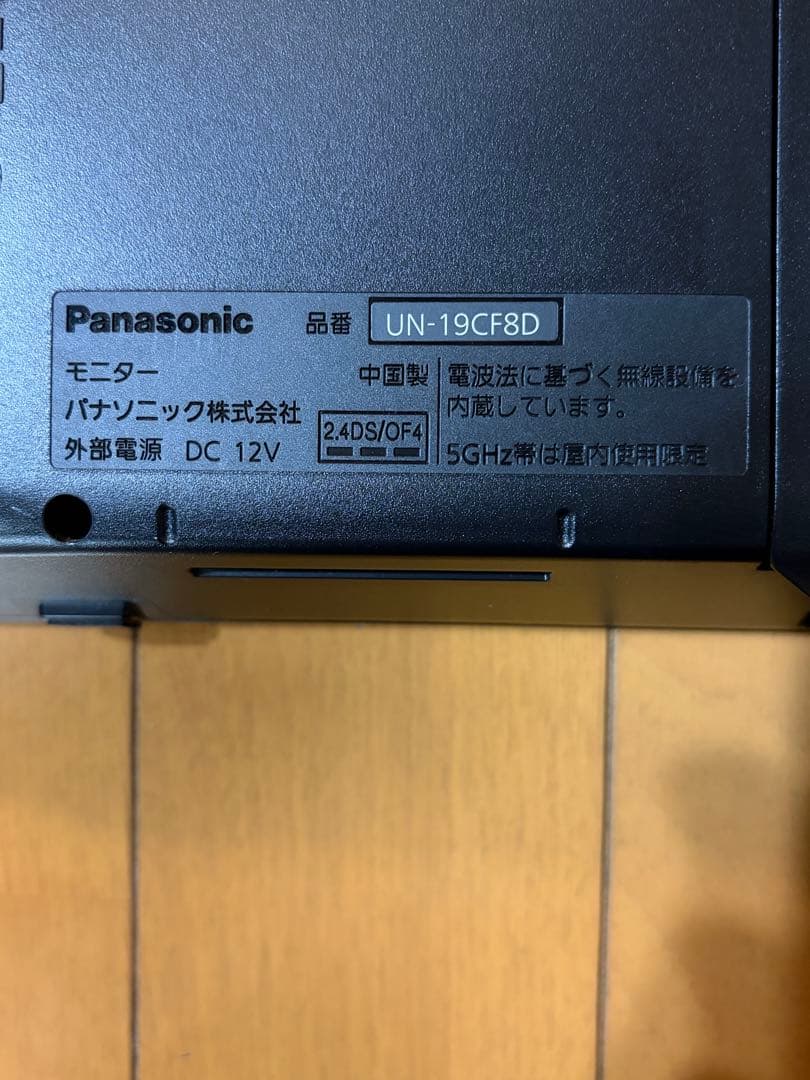 Panasonic 品番 UN-19CF8D
モニター 中国製
パナソニック株式会社
外部電源 DC 12V
2.4DS/OF4
電波法に基づく無線設備を
内蔵しています。
5GHz帯は屋内使用限定